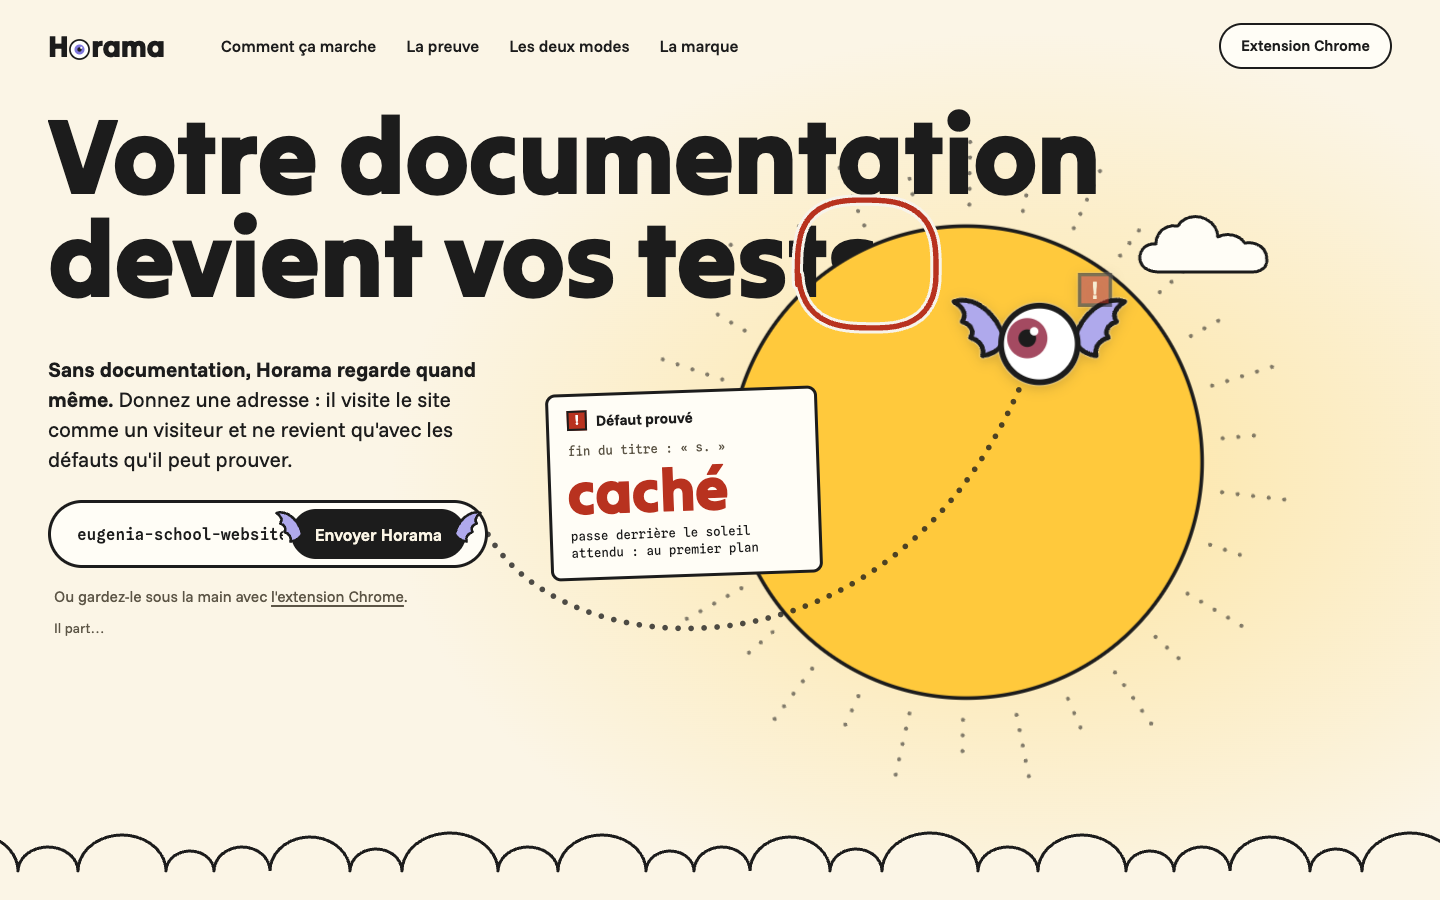 Horama
Comment ça marche
La preuve
Les deux modes
La marque
Extension Chrome
Votre documentation
devient vos tests
Sans documentation, Horama regarde quand
même. Donnez une adresse : il visite le site
comme un visiteur et ne revient qu'avec les
défauts qu'il peut prouver.
eugenia-school-website
Envoyer Horama
Ou gardez-le sous la main avec l'extension Chrome.
Il part...
! Défaut prouvé
fin du titre : « s. »
caché
passe derrière le soleil
attendu : au premier plan
!